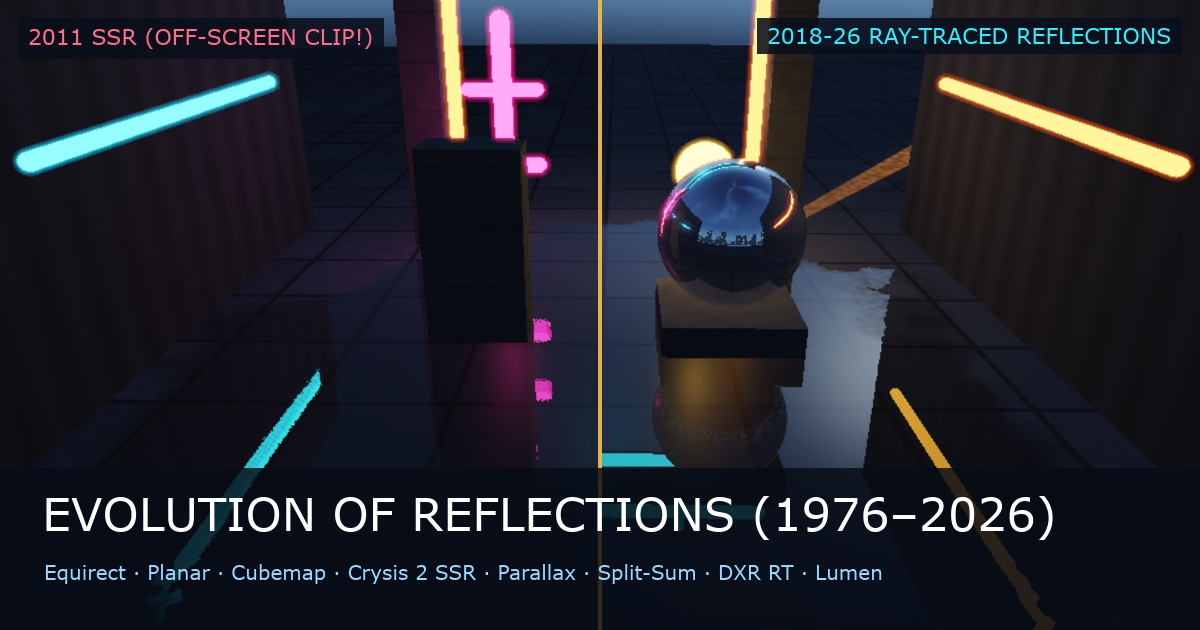 2011 SSR (OFF-SCREEN CLIP!)
2018-26 RAY-TRACED REFLECTIONS
EVOLUTION OF REFLECTIONS (1976–2026)
Equirect · Planar · Cubemap · Crysis 2 SSR · Parallax · Split-Sum · DXR RT · Lumen